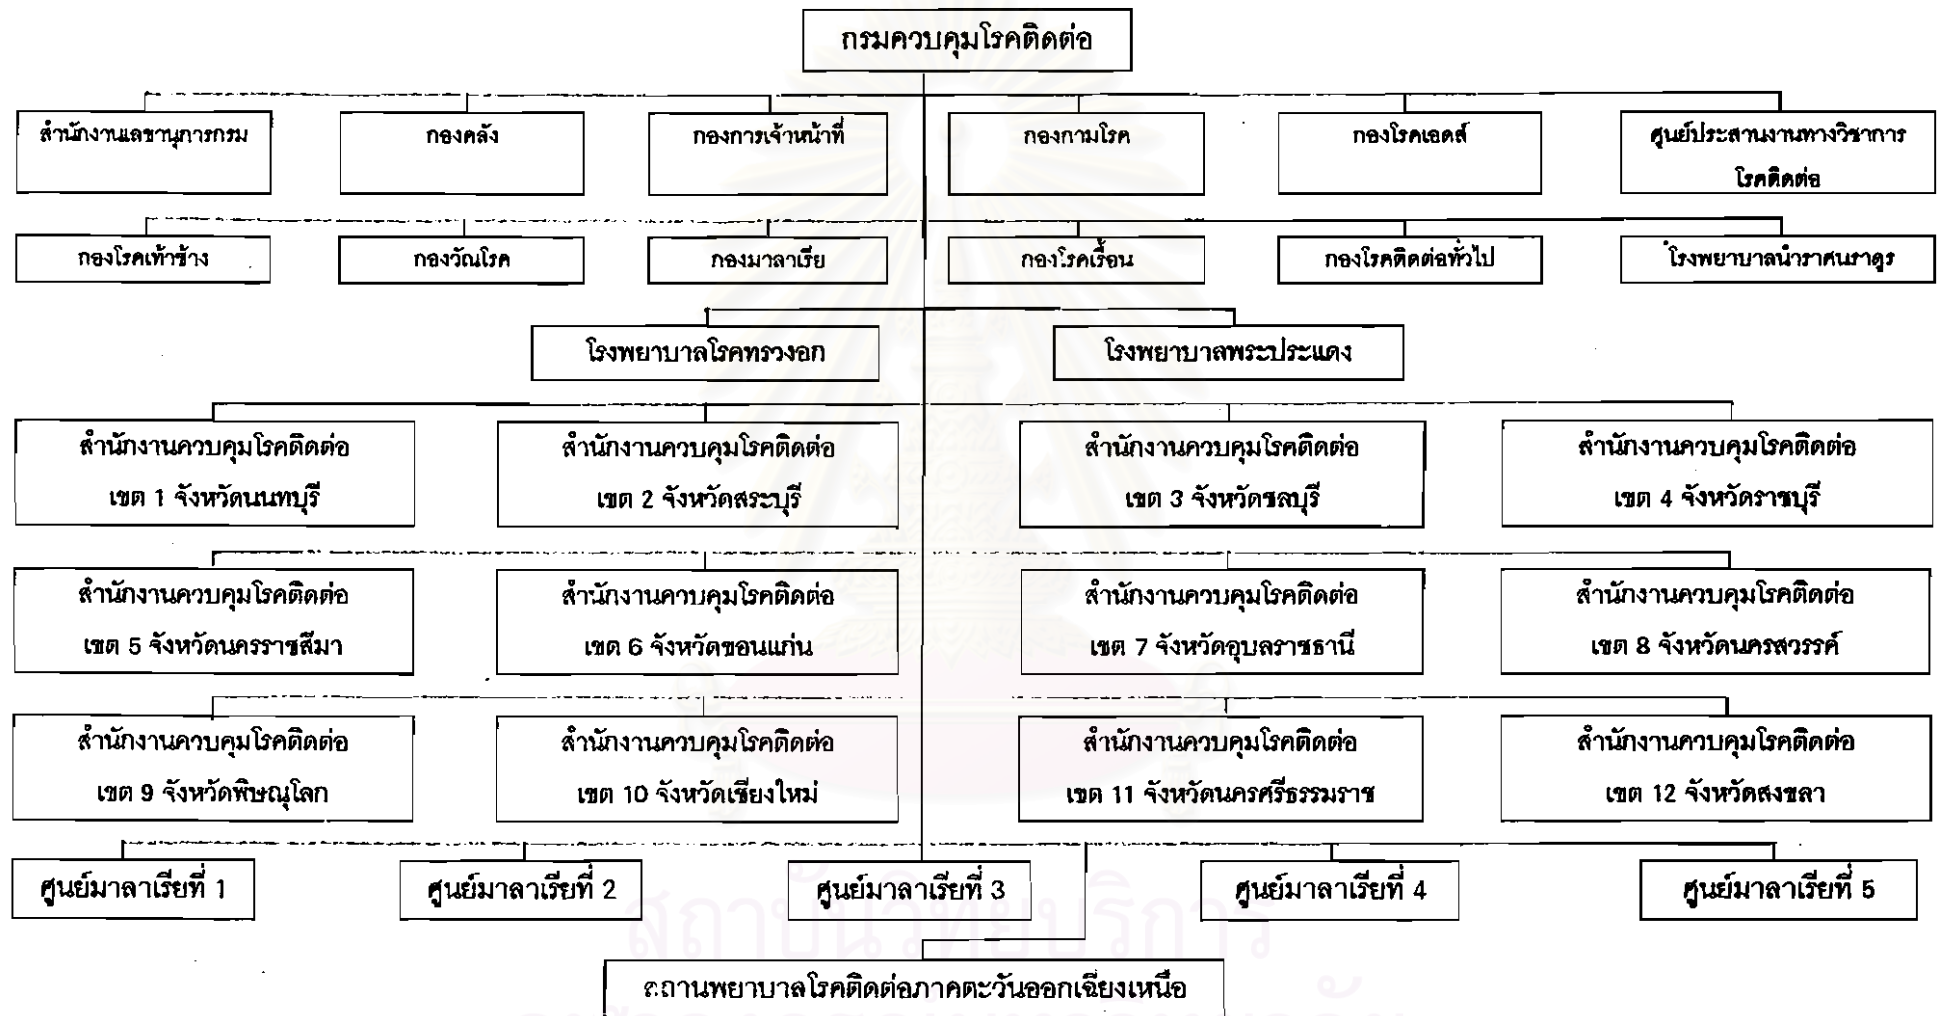 กรมควบคุมโรคติดต่อ
สำนักงานเลขานุการกรม
กองคลัง
กองการเจ้าหน้าที่
กองกามโรค
กองโรคเอดส์
ศูนย์ประสานงานทางวิชาการ
โรคติดต่อ
กองโรคเท้าช้าง
กองวัณโรค
กองมาลาเรีย
กองโรคเรื้อน
กองโรคติดต่อทั่วไป
โรงพยาบาลบำราศนราดูร
โรงพยาบาลโรคทรวงอก
โรงพยาบาลพระประแดง
สำนักงานควบคุมโรคติดต่อ
เขต 1 จังหวัดนนทบุรี
สำนักงานควบคุมโรคติดต่อ
เขต 2 จังหวัดสระบุรี
สำนักงานควบคุมโรคติดต่อ
เขต 3 จังหวัดชลบุรี
สำนักงานควบคุมโรคติดต่อ
เขต 4 จังหวัดราชบุรี
สำนักงานควบคุมโรคติดต่อ
เขต 5 จังหวัดนครราชสีมา
สำนักงานควบคุมโรคติดต่อ
เขต 6 จังหวัดขอนแก่น
สำนักงานควบคุมโรคติดต่อ
เขต 7 จังหวัดอุบลราชธานี
สำนักงานควบคุมโรคติดต่อ
เขต 8 จังหวัดนครสวรรค์
สำนักงานควบคุมโรคติดต่อ
เขต 9 จังหวัดพิษณุโลก
สำนักงานควบคุมโรคติดต่อ
เขต 10 จังหวัดเชียงใหม่
สำนักงานควบคุมโรคติดต่อ
เขต 11 จังหวัดนครศรีธรรมราช
สำนักงานควบคุมโรคติดต่อ
เขต 12 จังหวัดสงขลา
ศูนย์มาลาเรียที่ 1
ศูนย์มาลาเรียที่ 2
ศูนย์มาลาเรียที่ 3
ศูนย์มาลาเรียที่ 4
ศูนย์มาลาเรียที่ 5
สถาบันวิทยบริการ
สถานพยาบาลโรคติดต่อภาคตะวันออกเฉียงเหนือ